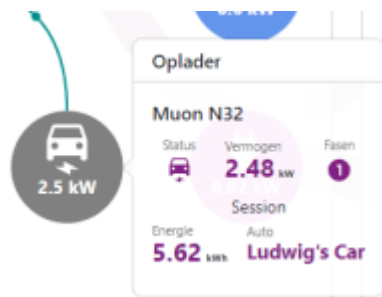 Oplader
Muon N32
Status Vermogen Fasen
2.48 kW 1
2.5 kW
Session
Energie Auto
5.62 kWh Ludwig's Car